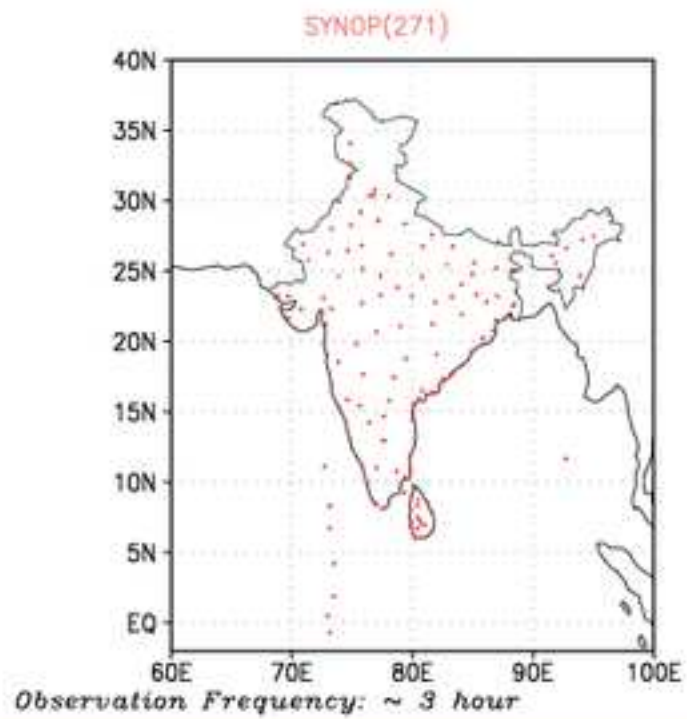 SYNOP(271)
40N
35N
30N
25N
20N
15N
10N
5N
EQ
60E 70E 80E 90E 100E
Observation Frequency: ~ 3 hour